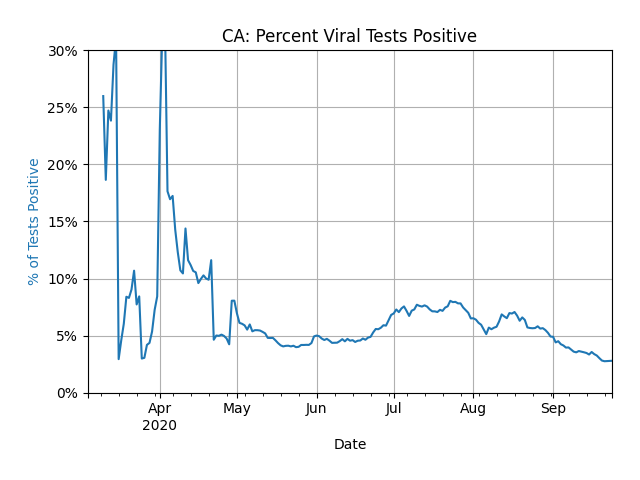 CA: Percent Viral Tests Positive
30%
25%
20%
15%
10%
5%
0%
% of Tests Positive
Apr May Jun Jul Aug Sep
2020
Date